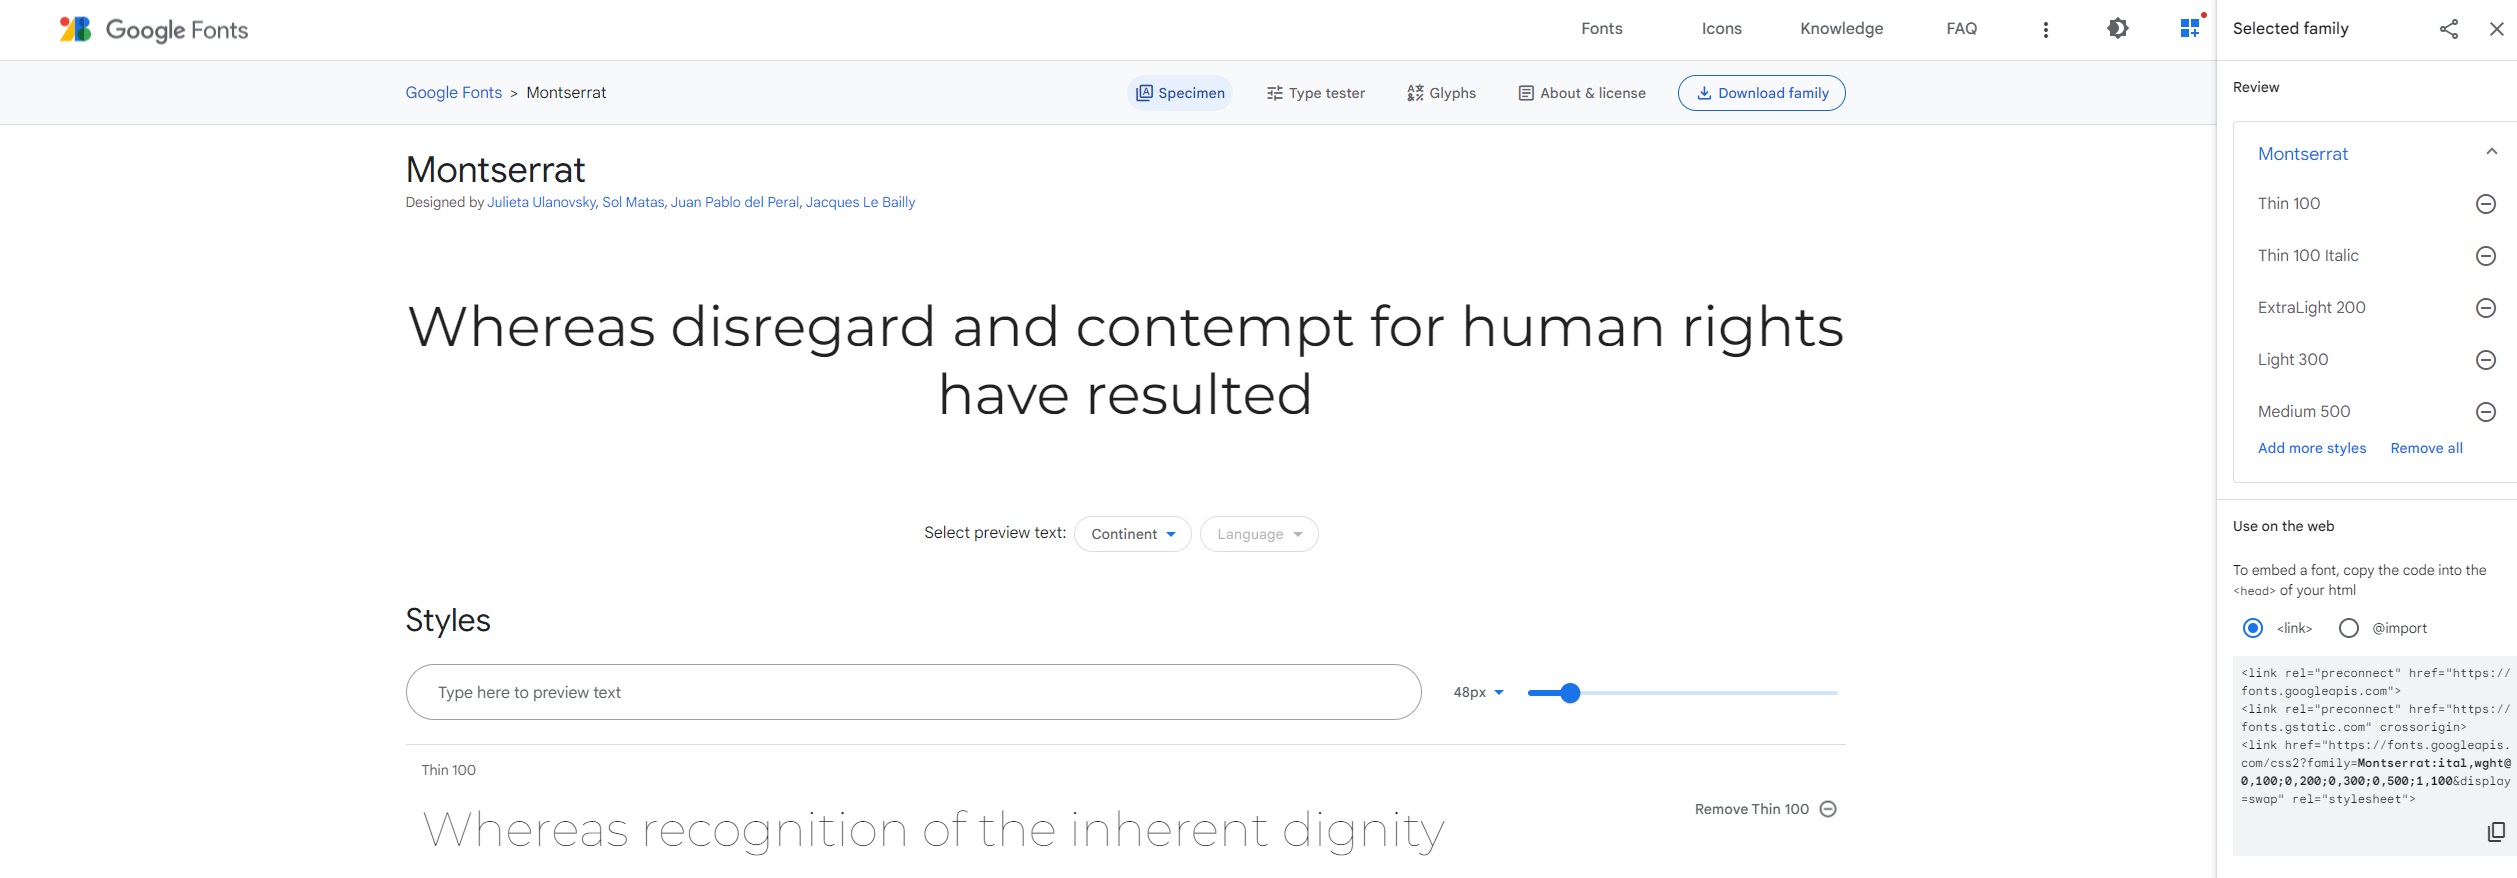 Google Fonts
Fonts
Icons
Knowledge
FAQ
Google Fonts > Montserrat
Specimen
Type tester
Glyphs
About & license
Download family
Montserrat
Designed by Julieta Ulanovsky, Sol Matas, Juan Pablo del Peral, Jacques Le Bailly
Whereas disregard and contempt for human rights
have resulted
Select preview text:
Continent
Language
Styles
Type here to preview text
48px
Thin 100
Whereas recognition of the inherent dignity
Remove Thin 100
Selected family
Review
Montserrat
Thin 100
Thin 100 Italic
ExtraLight 200
Light 300
Medium 500
Add more styles
Remove all
Use on the web
To embed a font, copy the code into the
<head> of your html
<link>
@import
<link rel="preconnect" href="https://
fonts.googleapis.com">
<link rel="preconnect" href="https://
fonts.gstatic.com" crossorigin>
<link href="https://fonts.googleapis.
com/css2?family=Montserrat:ital,wght@
0,100;0,200;0,300;0,500;1,100&display
=swap" rel="stylesheet">